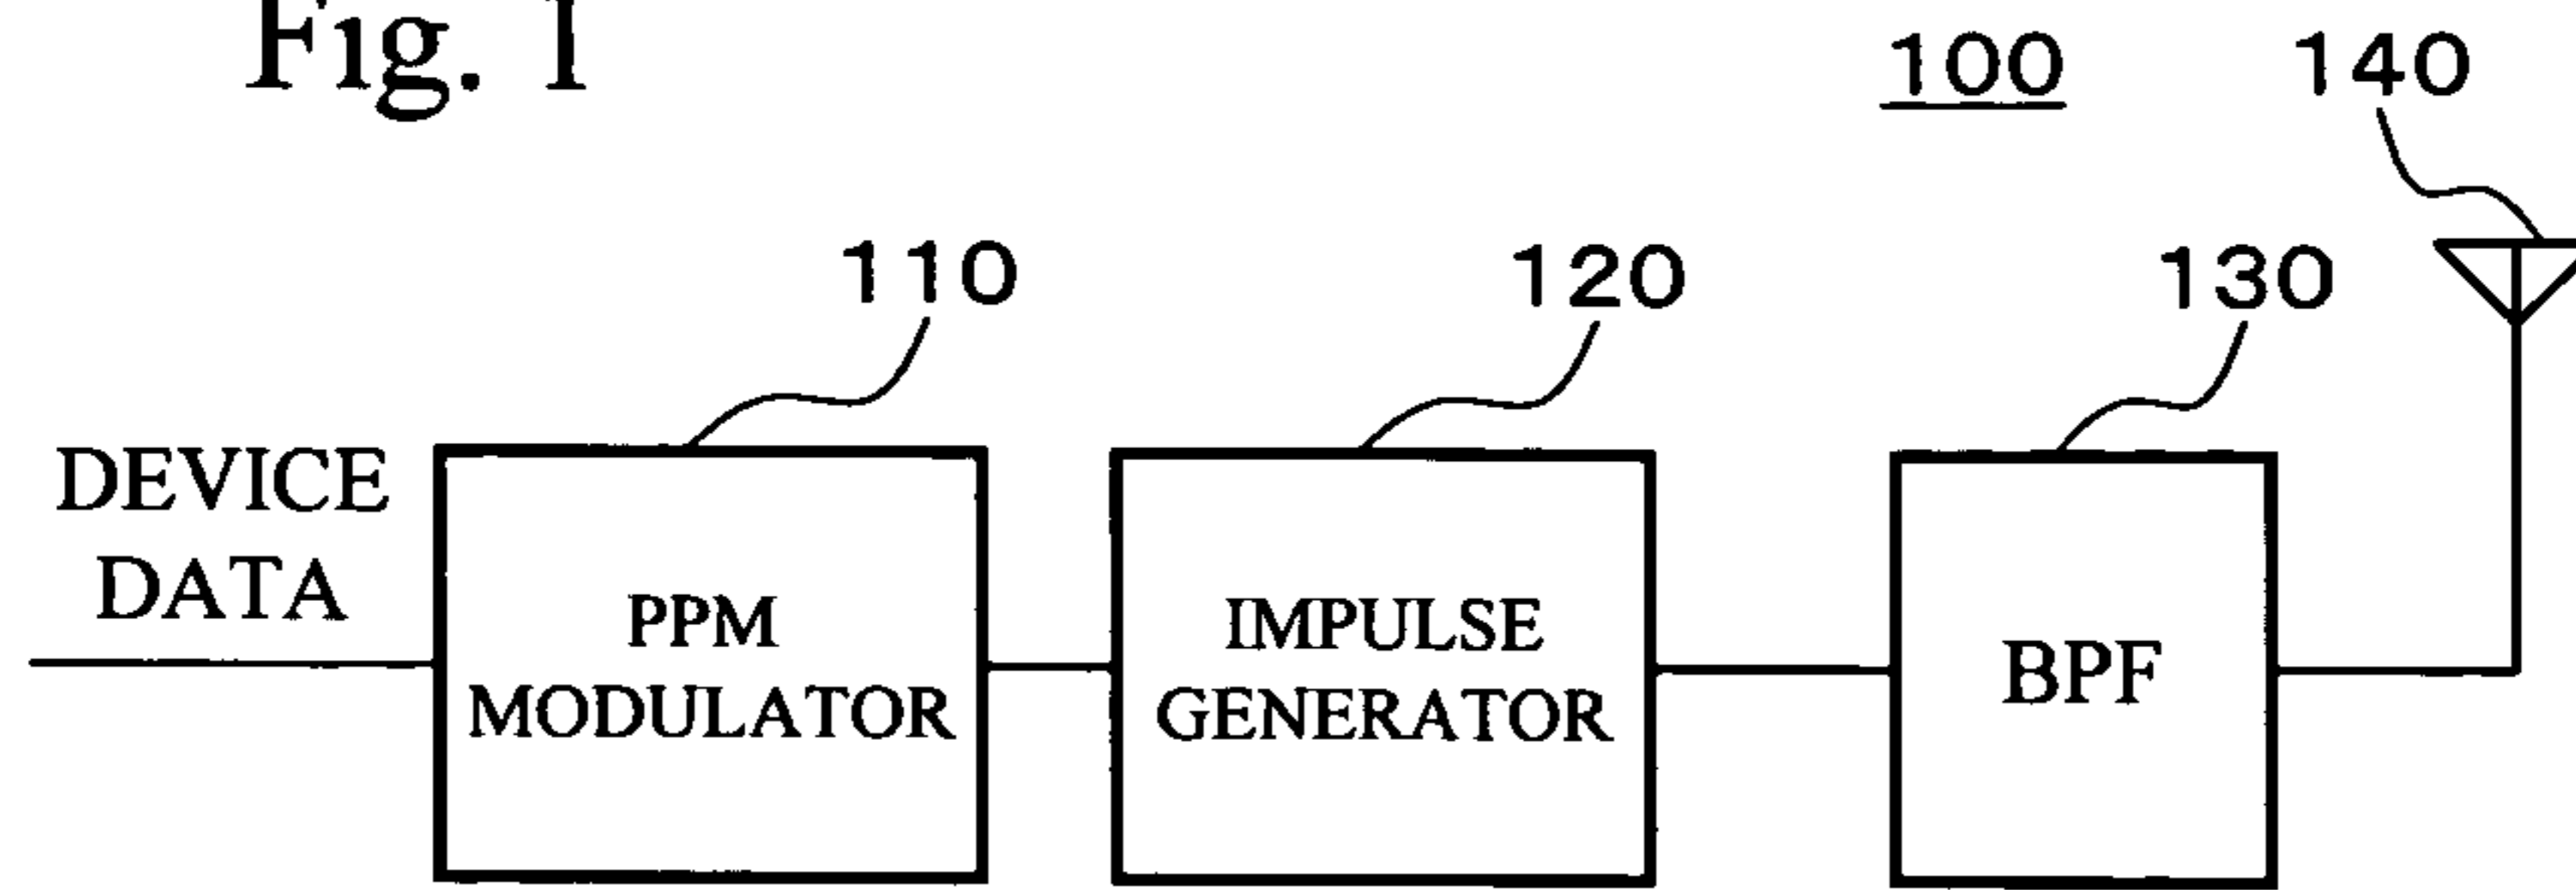 Fig. 1
100
140
110
120
130
DEVICE
DATA
PPM
MODULATOR
IMPULSE
GENERATOR
BPF